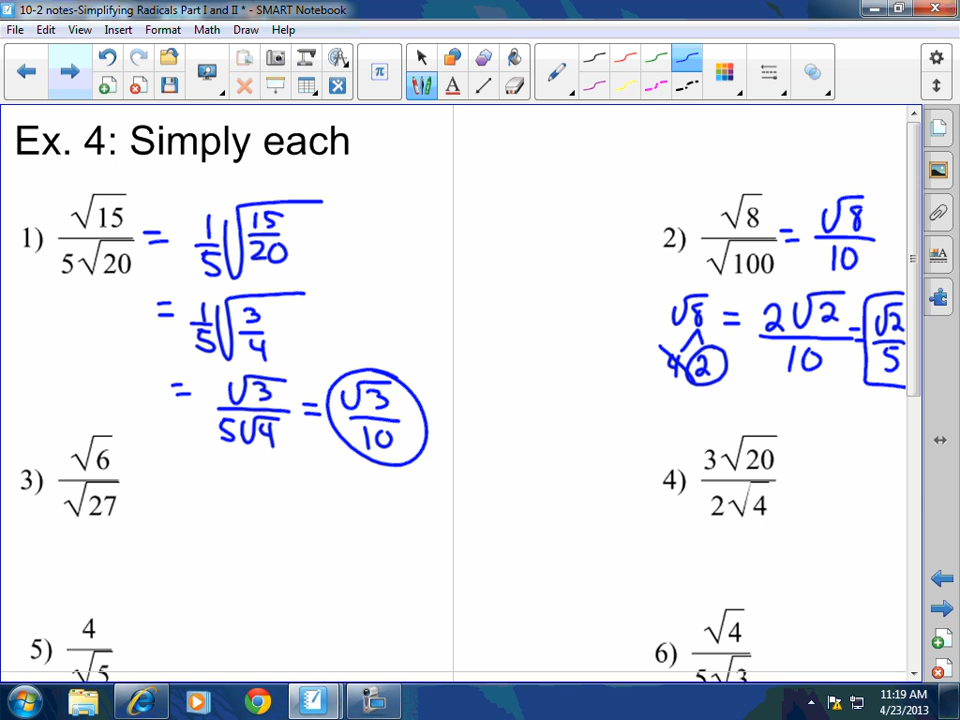 10-2 notes-Simplifying Radicals Part I and II * - SMART Notebook
File Edit View Insert Format Math Draw Help
π
Ex. 4: Simply each
1) √15 / 5√20 = 1/5 √(15/20)
= 1/5 √(3/4)
= √3 / 5√4 = √3 / 10
2) √8 / √100 = √8 / 10
√8 = 2√2 / 10 = √2 / 5
4 2
3) √6 / √27
4) 3√20 / 2√4
5) 4 / √5
6) √4 / 5√3
11:19 AM
4/23/2013